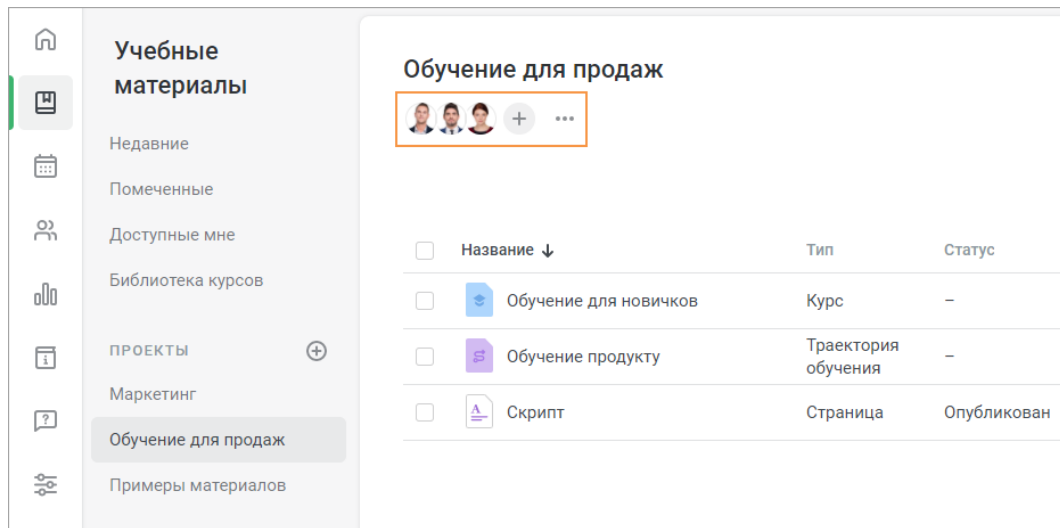 Учебные
материалы
Недавние
Помеченные
Доступные мне
Библиотека курсов
ПРОЕКТЫ
Маркетинг
Обучение для продаж
Примеры материалов
Обучение для продаж
Название Тип Статус
Обучение для новичков Курс –
Обучение продукту Траектория обучения –
Скрипт Страница Опубликован